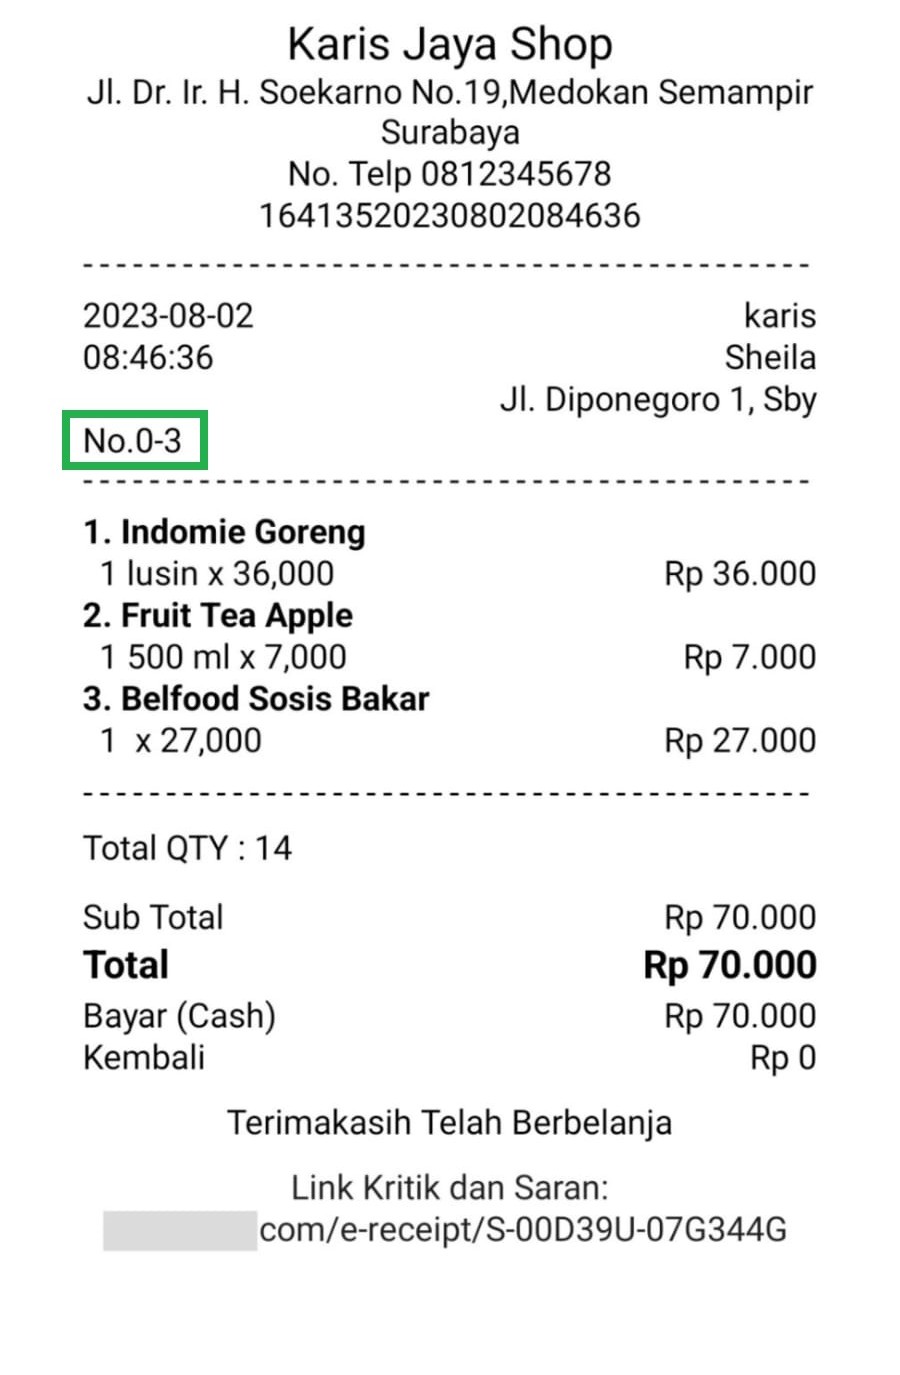 Karis Jaya Shop
Jl. Dr. Ir. H. Soekarno No.19,Medokan Semampir
Surabaya
No. Telp 0812345678
16413520230802084636
2023-08-02 karis
08:46:36 Sheila
Jl. Diponegoro 1, Sby
No.0-3
1. Indomie Goreng
1 lusin x 36,000 Rp 36.000
2. Fruit Tea Apple
1 500 ml x 7,000 Rp 7.000
3. Belfood Sosis Bakar
1 x 27,000 Rp 27.000
Total QTY : 14
Sub Total Rp 70.000
Total Rp 70.000
Bayar (Cash) Rp 70.000
Kembali Rp 0
Terimakasih Telah Berbelanja
Link Kritik dan Saran:
com/e-receipt/S-00D39U-07G344G